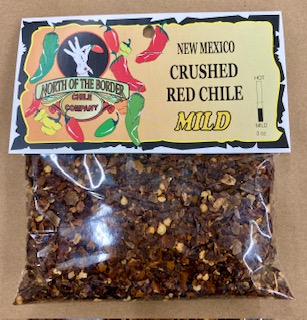 NORTH OF THE BORDER
CHILE
COMPANY
NEW MEXICO
CRUSHED
RED CHILE
MILD
HOT
MILD